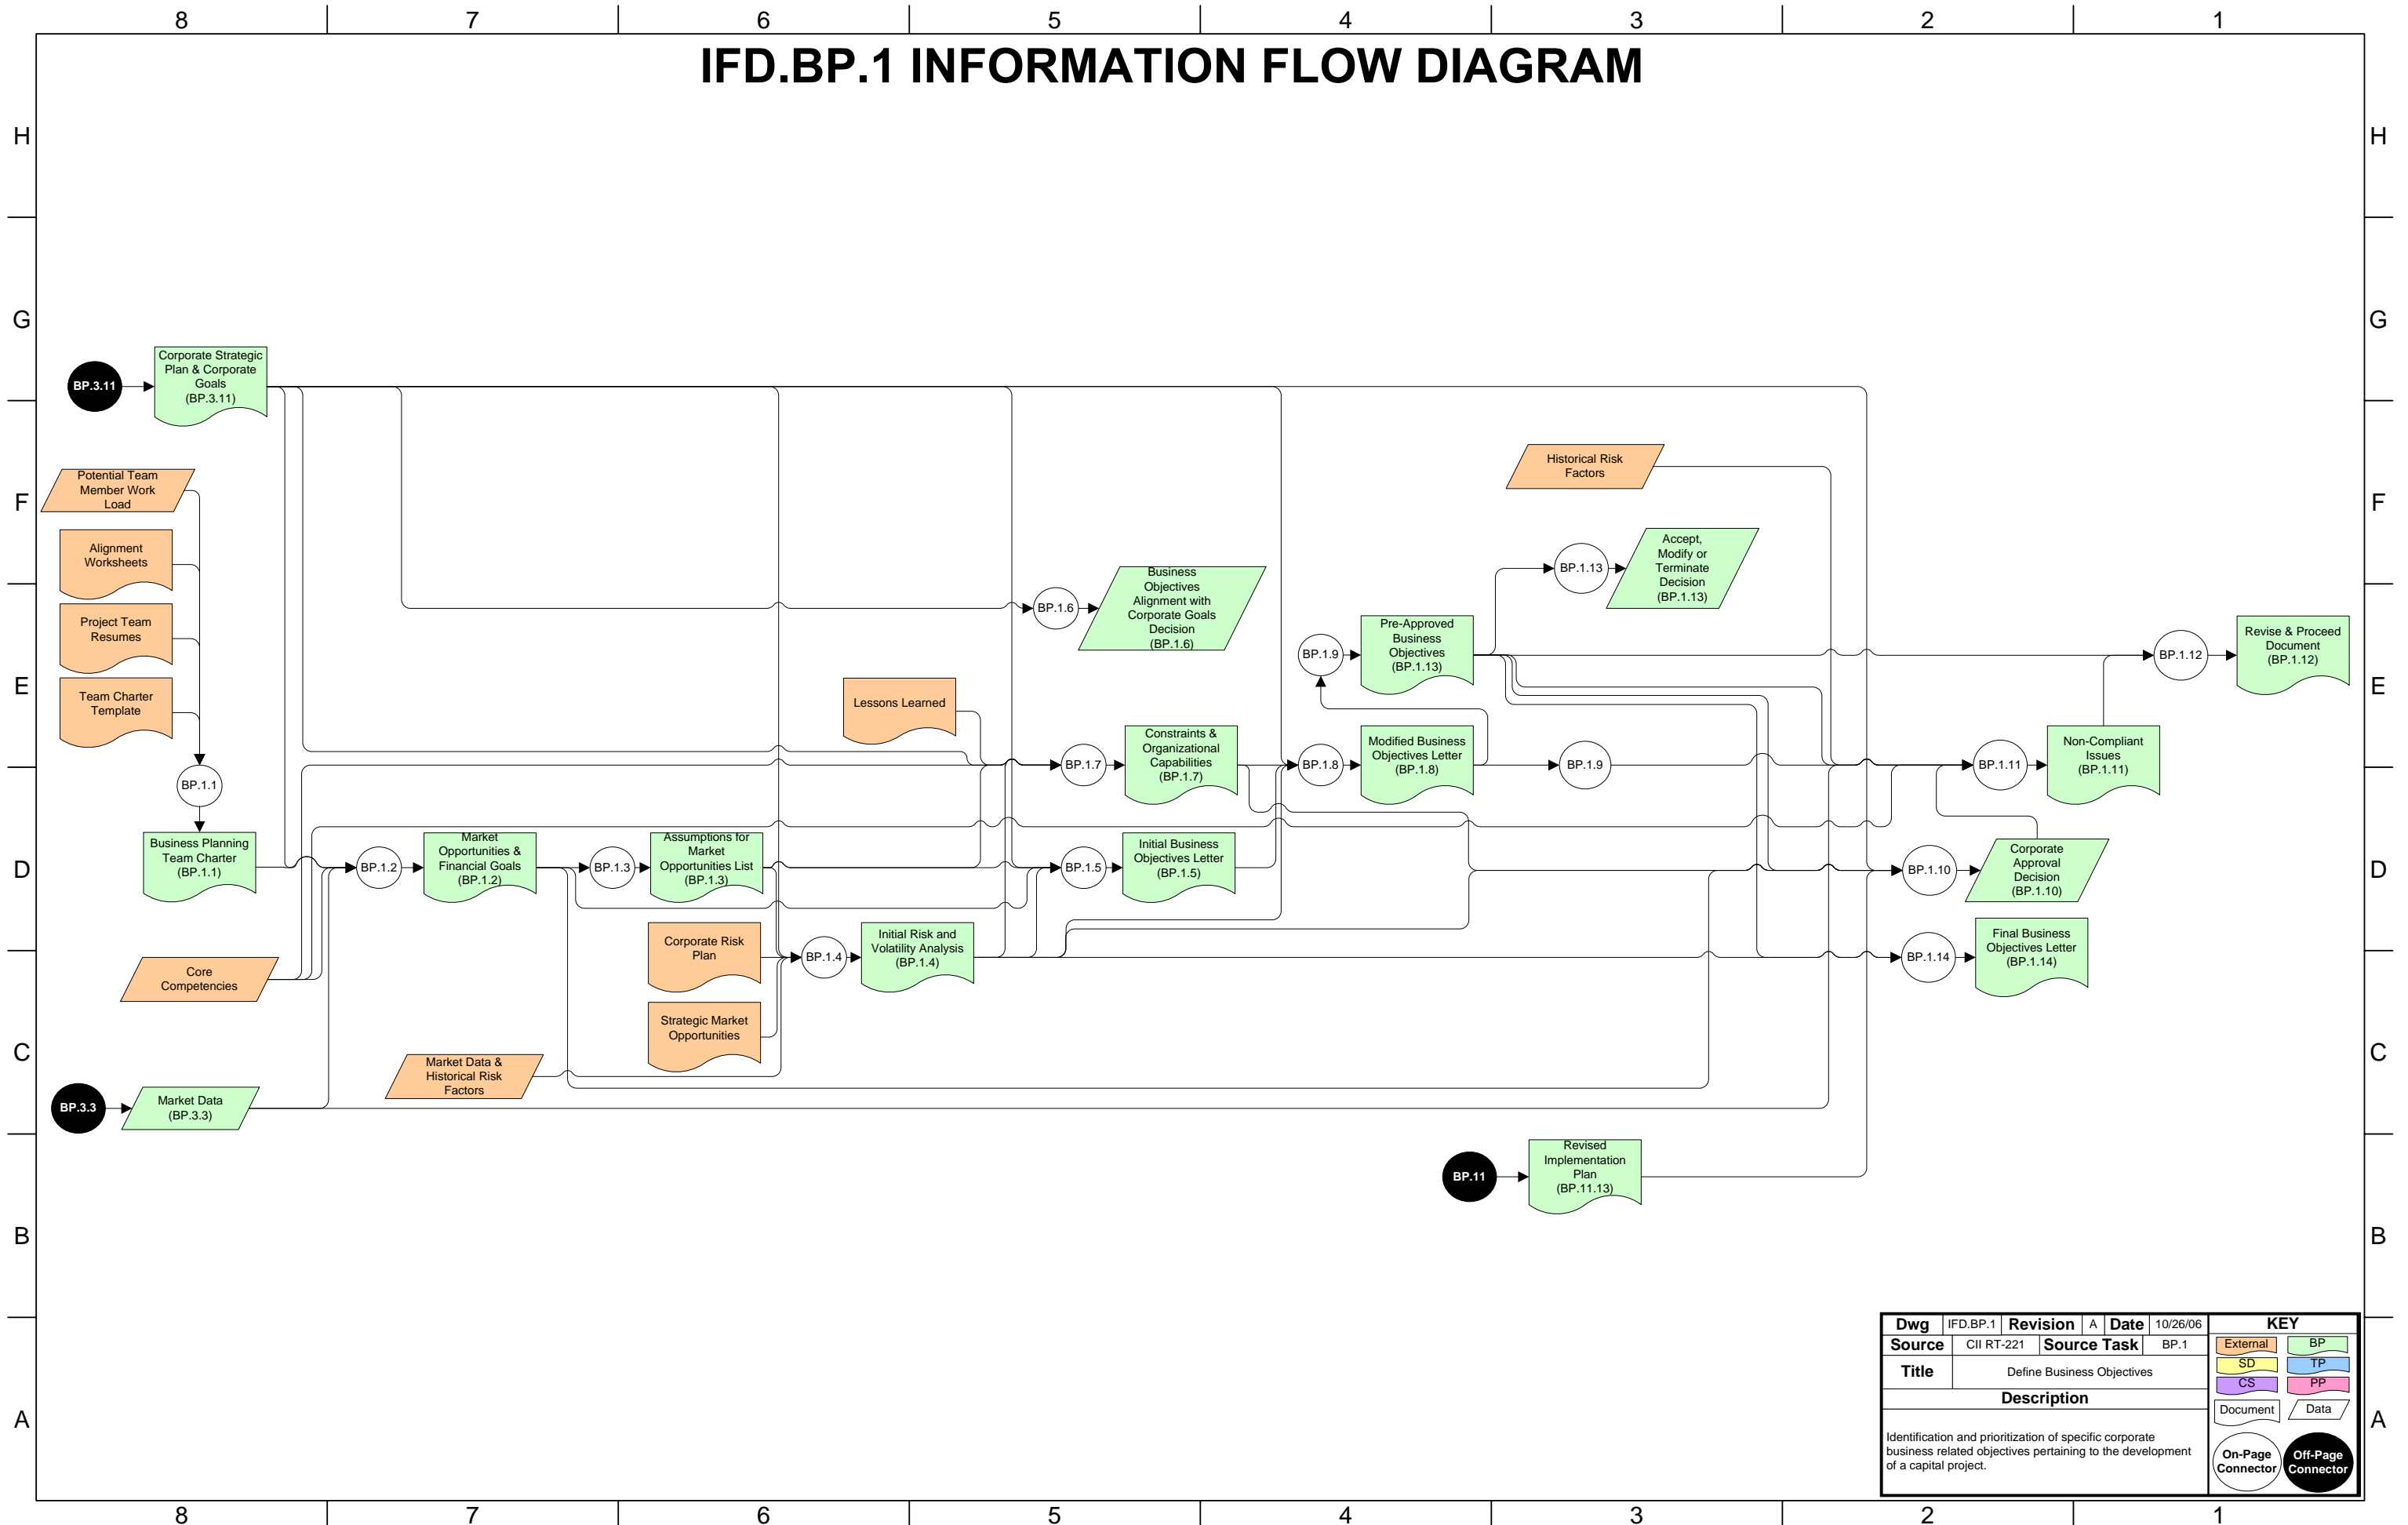 8 7 6 5 4 3 2 1
IFD.BP.1 INFORMATION FLOW DIAGRAM
H
H
G
G
BP.3.11
Corporate Strategic
Plan & Corporate
Goals
(BP.3.11)
F
F
Potential Team
Member Work
Load
Historical Risk
Factors
Alignment
Worksheets
BP.1.13
Accept,
Modify or
Terminate
Decision
(BP.1.13)
BP.1.6
Business
Objectives
Alignment with
Corporate Goals
Decision
(BP.1.6)
E
E
Project Team
Resumes
BP.1.9
Pre-Approved
Business
Objectives
(BP.1.13)
BP.1.12
Revise & Proceed
Document
(BP.1.12)
Team Charter
Template
Lessons Learned
BP.1.7
Constraints &
Organizational
Capabilities
(BP.1.7)
BP.1.8
Modified Business
Objectives Letter
(BP.1.8)
BP.1.9
BP.1.11
Non-Compliant
Issues
(BP.1.11)
BP.1.1
D
D
Business Planning
Team Charter
(BP.1.1)
BP.1.2
Market
Opportunities &
Financial Goals
(BP.1.2)
BP.1.3
Assumptions for
Market
Opportunities List
(BP.1.3)
BP.1.5
Initial Business
Objectives Letter
(BP.1.5)
BP.1.10
Corporate
Approval
Decision
(BP.1.10)
Corporate Risk
Plan
BP.1.4
Initial Risk and
Volatility Analysis
(BP.1.4)
BP.1.14
Final Business
Objectives Letter
(BP.1.14)
Core
Competencies
C
C
Strategic Market
Opportunities
Market Data &
Historical Risk
Factors
BP.3.3
Market Data
(BP.3.3)
BP.11
Revised
Implementation
Plan
(BP.11.13)
B
B
A
A
Dwg IFD.BP.1 Revision A Date 10/26/06
Source CII RT-221 Source Task BP.1
Title Define Business Objectives
Description
Identification and prioritization of specific corporate
business related objectives pertaining to the development
of a capital project.
KEY
External BP
SD TP
CS PP
Document Data
On-Page
Connector
Off-Page
Connector
8 7 6 5 4 3 2 1